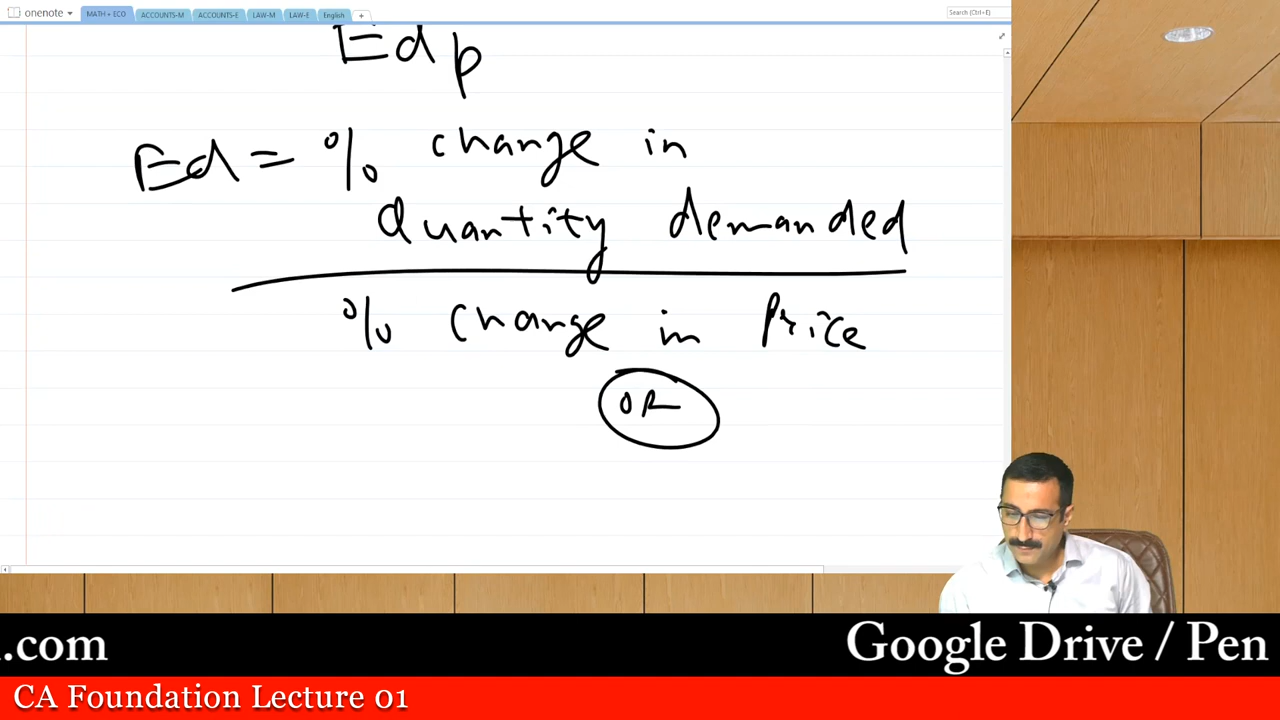 onenote MATH + ECO ACCOUNTS-M ACCOUNTS-E LAW-M LAW-E English + Search (Ctrl+E)
Edp
Ed = % change in
Quantity demanded
% change in Price
OR
.com Google Drive / Pen
CA Foundation Lecture 01